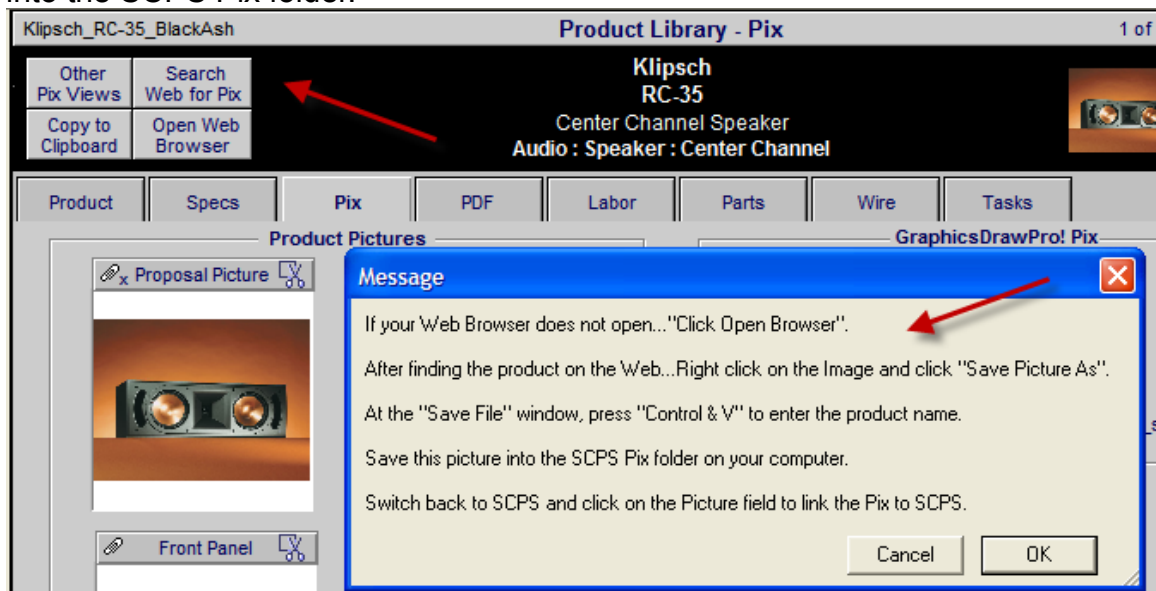 Klipsch_RC-35_BlackAsh Product Library - Pix 1 of
Other Pix Views
Search Web for Pix
Copy to Clipboard
Open Web Browser
Klipsch
RC-35
Center Channel Speaker
Audio : Speaker : Center Channel
Product Specs Pix PDF Labor Parts Wire Tasks
Product Pictures
GraphicsDrawPro! Pix
x Proposal Picture
Message
If your Web Browser does not open..."Click Open Browser".
After finding the product on the Web...Right click on the Image and click "Save Picture As".
At the "Save File" window, press "Control & V" to enter the product name.
Save this picture into the SCPS Pix folder on your computer.
Switch back to SCPS and click on the Picture field to link the Pix to SCPS.
Cancel OK
Front Panel